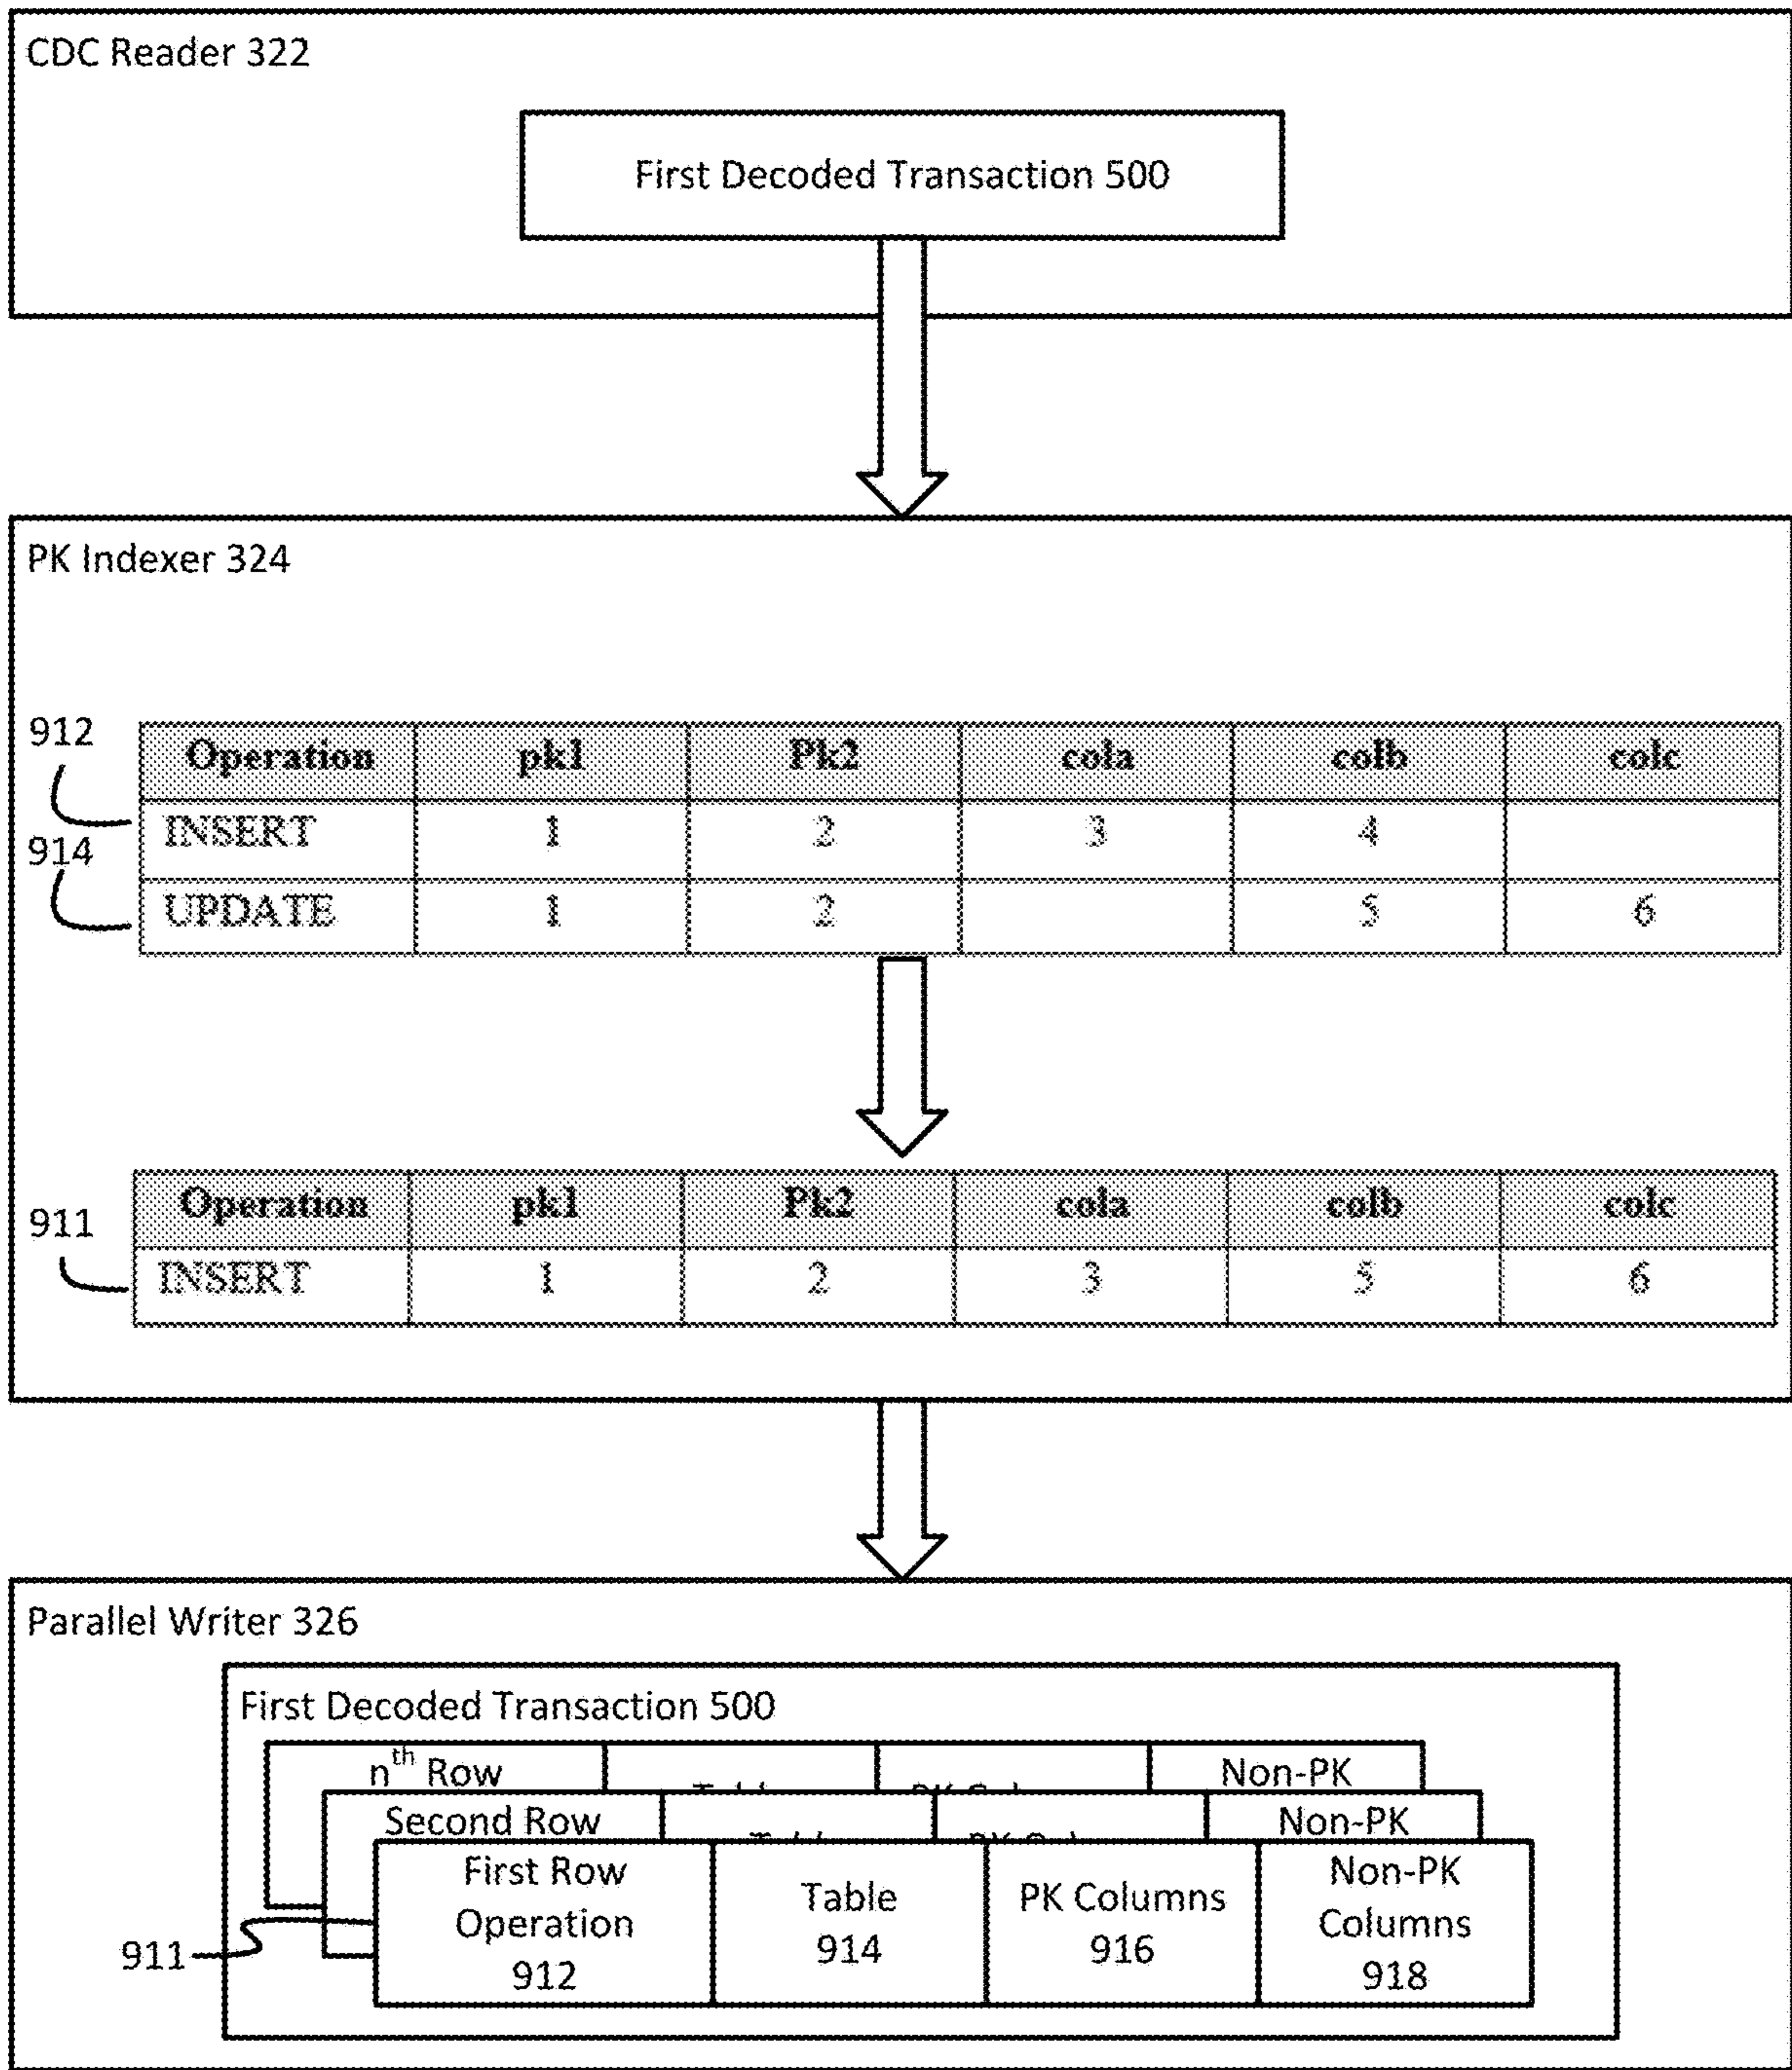 CDC Reader 322
First Decoded Transaction 500
PK Indexer 324
912
Operation pk1 Pk2 cola colb colc
INSERT 1 2 3 4
914
UPDATE 1 2 5 6
Operation pk1 Pk2 cola colb colc
911
INSERT 1 2 3 5 6
Parallel Writer 326
First Decoded Transaction 500
nth Row Non-PK
Second Row Non-PK
First Row
Operation
912
Table
914
PK Columns
916
Non-PK
Columns
918
911